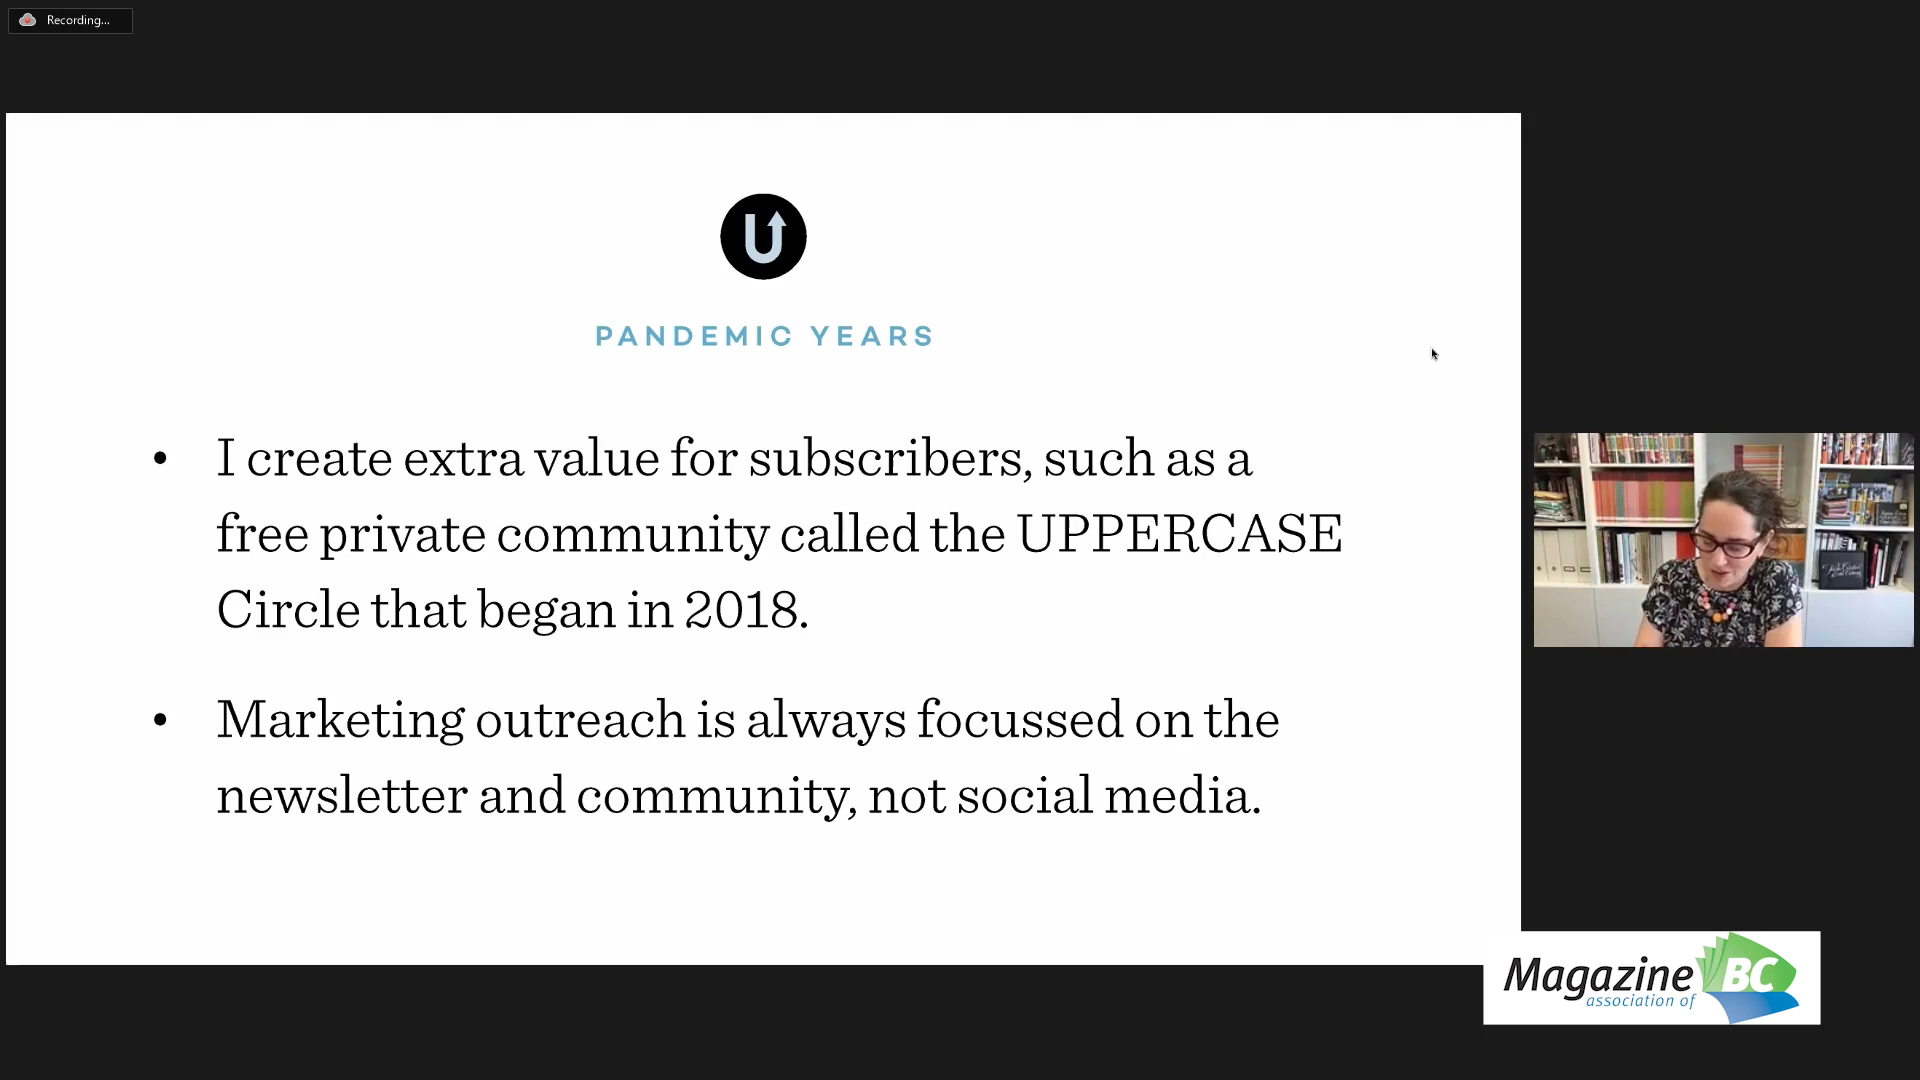 Recording...
U
PANDEMIC YEARS
• I create extra value for subscribers, such as a
free private community called the UPPERCASE
Circle that began in 2018.
• Marketing outreach is always focussed on the
newsletter and community, not social media.
Magazine BC
association of